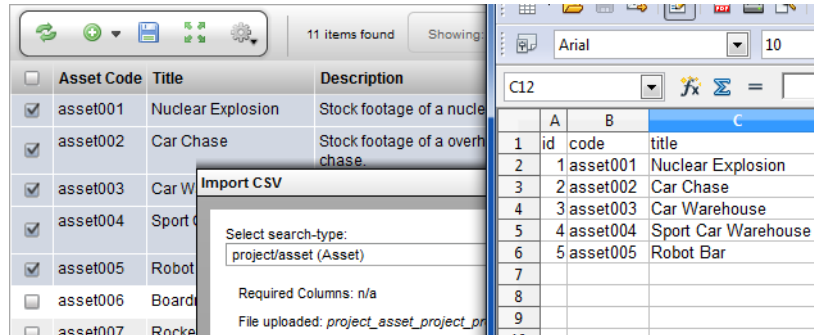 11 items found
Showing:
Asset Code Title Description
asset001 Nuclear Explosion Stock footage of a nucle
asset002 Car Chase Stock footage of a overh
chase.
asset003 Car W
asset004 Sport
asset005 Robot
asset006 Board
asset007 Rocke
Import CSV
Select search-type:
project/asset (Asset)
Required Columns: n/a
File uploaded: project_asset_project_pr
Arial 10
C12 =
A B C
1 id code title
2 1 asset001 Nuclear Explosion
3 2 asset002 Car Chase
4 3 asset003 Car Warehouse
5 4 asset004 Sport Car Warehouse
6 5 asset005 Robot Bar
7
8
9